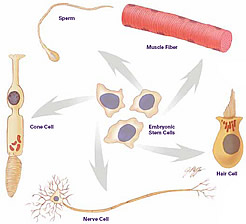 Sperm
Muscle Fiber
Cone Cell
Embryonic
Stem Cells
Hair Cell
Nerve Cell